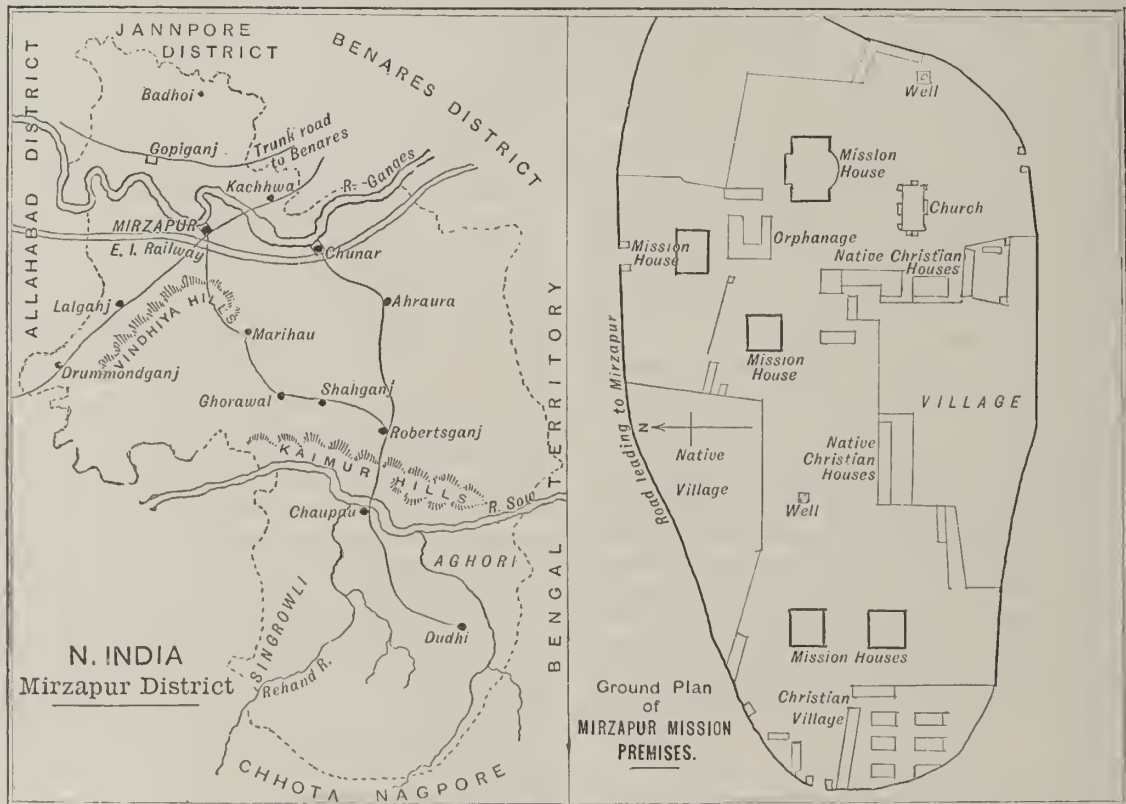 JANNPORE
DISTRICT
BENARES DISTRICT
ALLAHABAD DISTRICT
Badhoi
Gopiganj
Trunk road
to Benares
Kachhwa
R. Ganges
MIRZAPUR
E. I. Railway
Chunar
Lalgahj
VINDHIYA HILLS
Ahraura
Marihau
Drummondganj
Ghorawal
Shahganj
Robertsganj
KAIMUR HILLS
R. Sow
Chaupau
AGHORI
BENGAL TERRITORY
SINGROWLI
Dudhi
Rehand R.
N. INDIA
Mirzapur District
CHHOTA NAGPORE
Well
Mission
House
Church
Orphanage
Mission
House
Native Christian
Houses
Mission
House
Road leading to Mirzapur
VILLAGE
N
Native
Village
Native
Christian
Houses
Well
Mission Houses
Christian
Village
Ground Plan
of
MIRZAPUR MISSION
PREMISES.